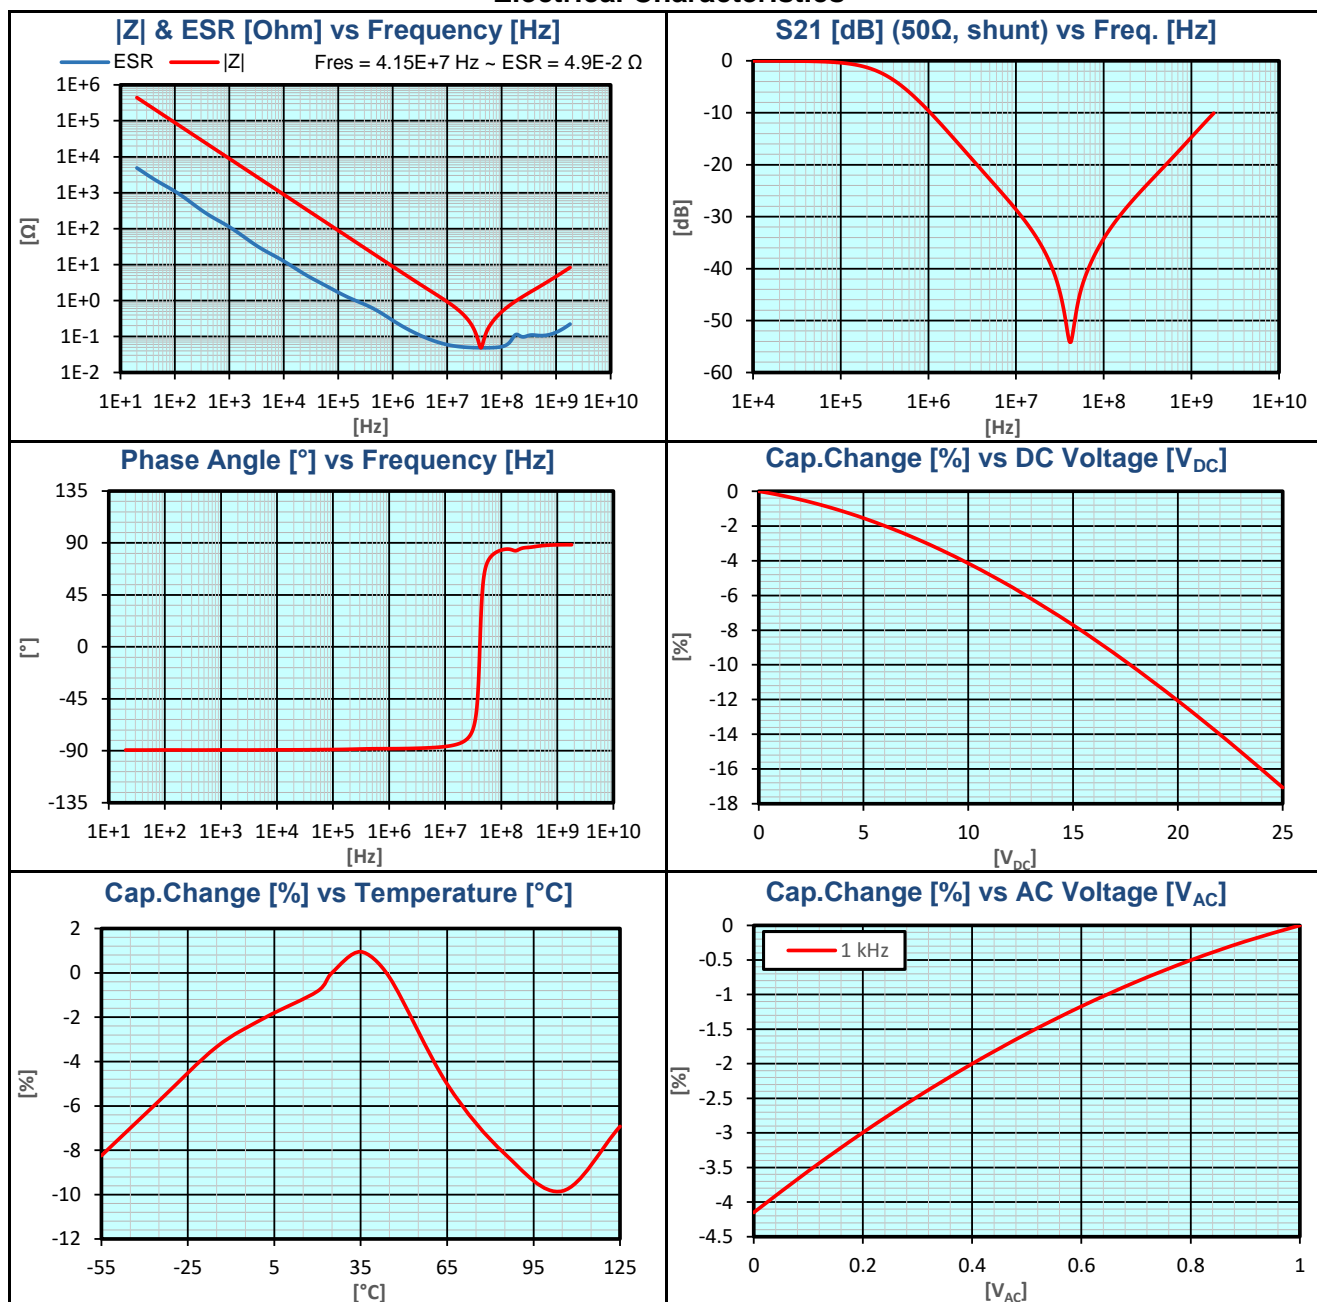 |Z| & ESR [Ohm] vs Frequency [Hz]
ESR |Z| Fres = 4.15E+7 Hz ~ ESR = 4.9E-2 Ω
1E+6
1E+5
1E+4
1E+3
1E+2
1E+1
1E+0
1E-1
1E-2
[Ω]
1E+1 1E+2 1E+3 1E+4 1E+5 1E+6 1E+7 1E+8 1E+9 1E+10
[Hz]
S21 [dB] (50Ω, shunt) vs Freq. [Hz]
0
-10
-20
-30
-40
-50
-60
[dB]
1E+4 1E+5 1E+6 1E+7 1E+8 1E+9 1E+10
[Hz]
Phase Angle [°] vs Frequency [Hz]
135
90
45
0
-45
-90
-135
[°]
1E+1 1E+2 1E+3 1E+4 1E+5 1E+6 1E+7 1E+8 1E+9 1E+10
[Hz]
Cap.Change [%] vs DC Voltage [VDC]
0
-2
-4
-6
-8
-10
-12
-14
-16
-18
[%]
0 5 10 15 20 25
[VDC]
Cap.Change [%] vs Temperature [°C]
2
0
-2
-4
-6
-8
-10
-12
[%]
-55 -25 5 35 65 95 125
[°C]
Cap.Change [%] vs AC Voltage [VAC]
1 kHz
0
-0.5
-1
-1.5
-2
-2.5
-3
-3.5
-4
-4.5
[%]
0 0.2 0.4 0.6 0.8 1
[VAC]